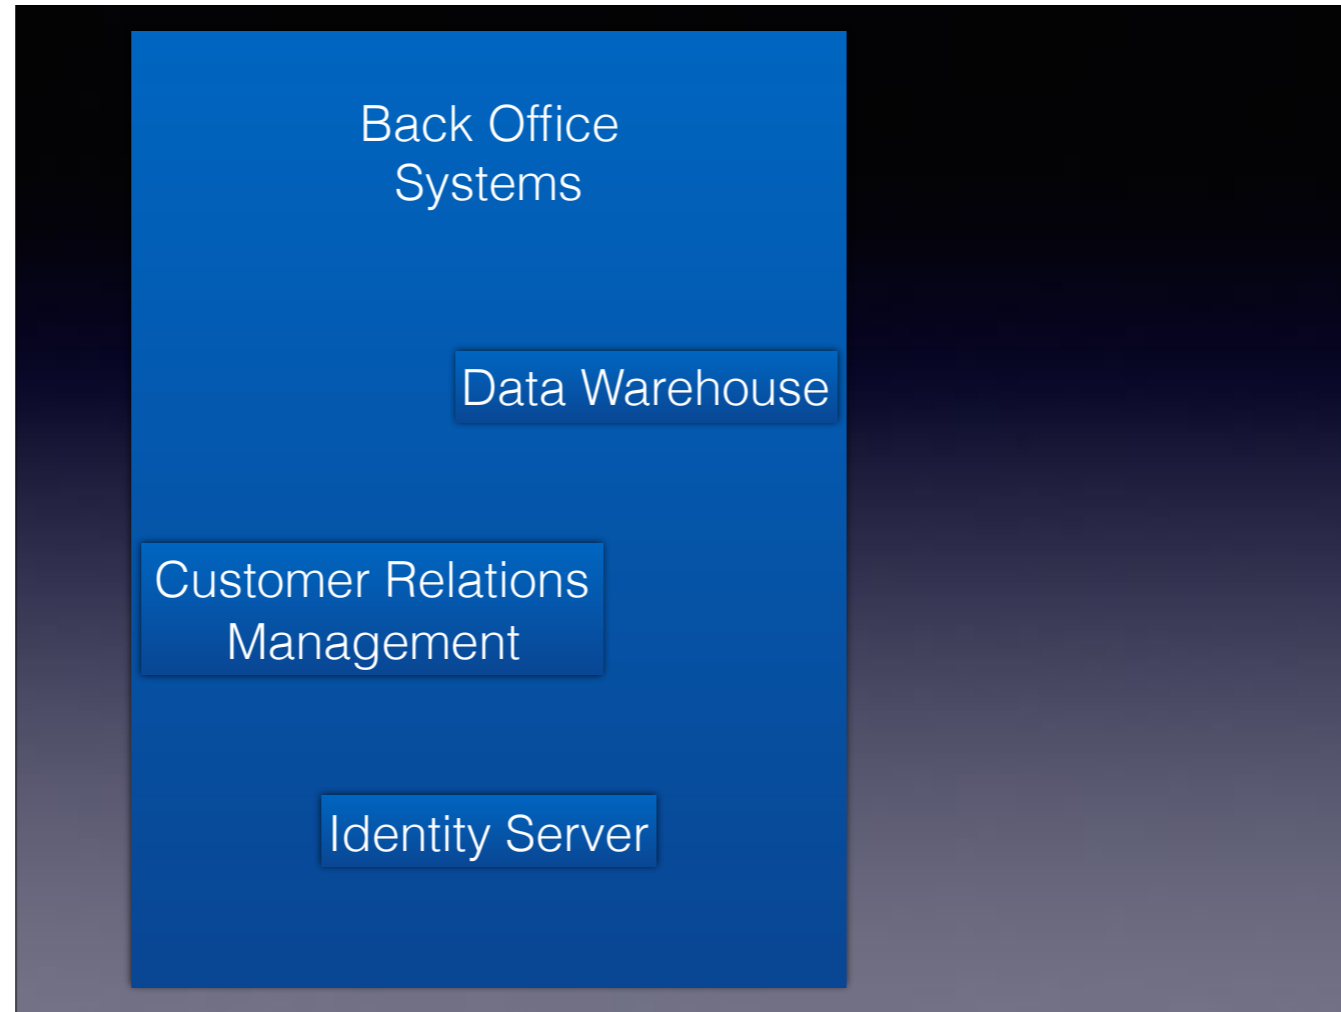 Back Office
Systems
Data Warehouse
Customer Relations
Management
Identity Server